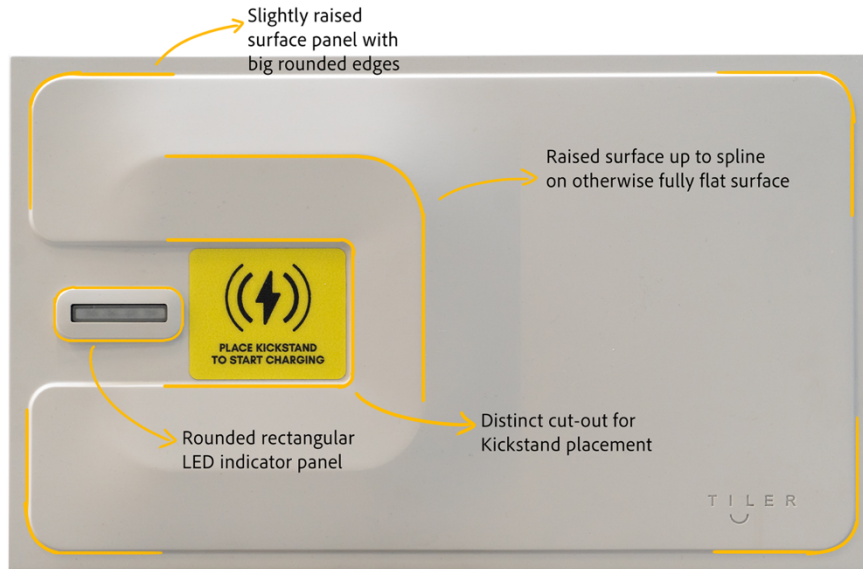 Slightly raised
surface panel with
big rounded edges
Raised surface up to spline
on otherwise fully flat surface
PLACE KICKSTAND
TO START CHARGING
Distinct cut-out for
Kickstand placement
Rounded rectangular
LED indicator panel
TILER